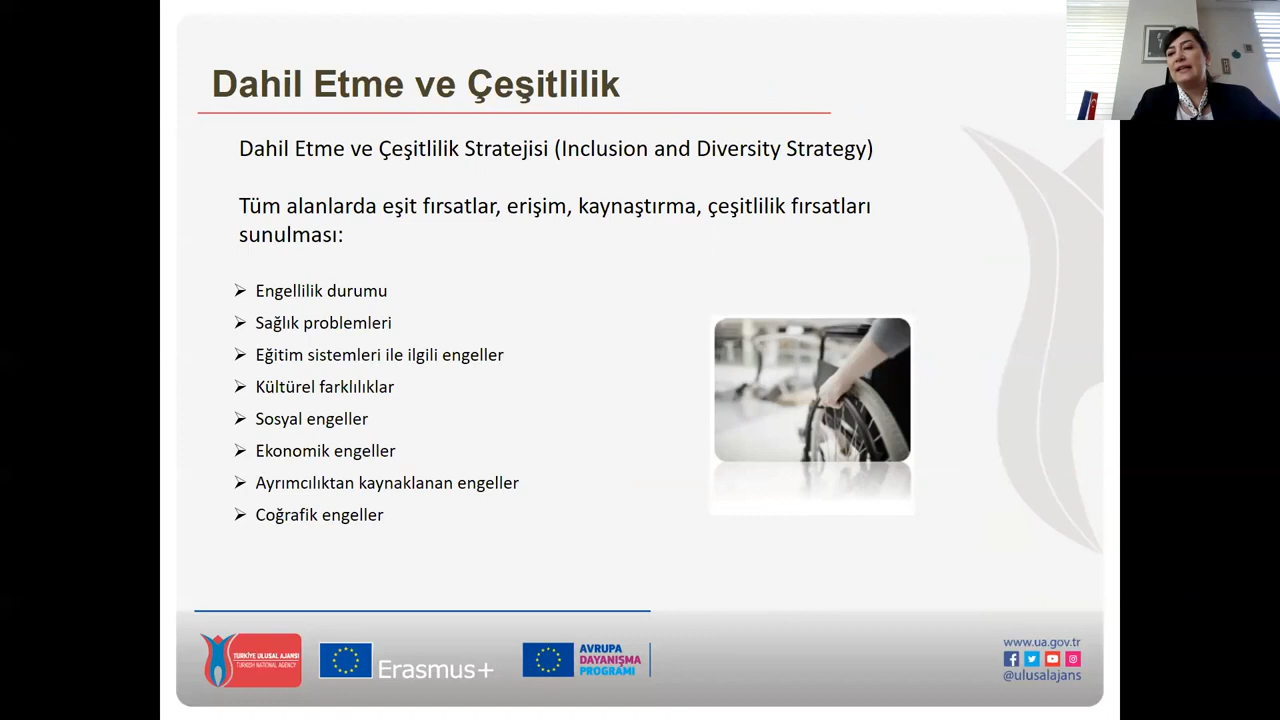 Dahil Etme ve Çeşitlilik
Dahil Etme ve Çeşitlilik Stratejisi (Inclusion and Diversity Strategy)
Tüm alanlarda eşit fırsatlar, erişim, kaynaştırma, çeşitlilik fırsatları
sunulması:
Engellilik durumu
Sağlık problemleri
Eğitim sistemleri ile ilgili engeller
Kültürel farklılıklar
Sosyal engeller
Ekonomik engeller
Ayrımcılıktan kaynaklanan engeller
Coğrafik engeller
TÜRKİYE ULUSAL AJANSI
TURKISH NATIONAL AGENCY
Erasmus+
AVRUPA
DAYANIŞMA
PROGRAMI
www.ua.gov.tr
@ulusalajans